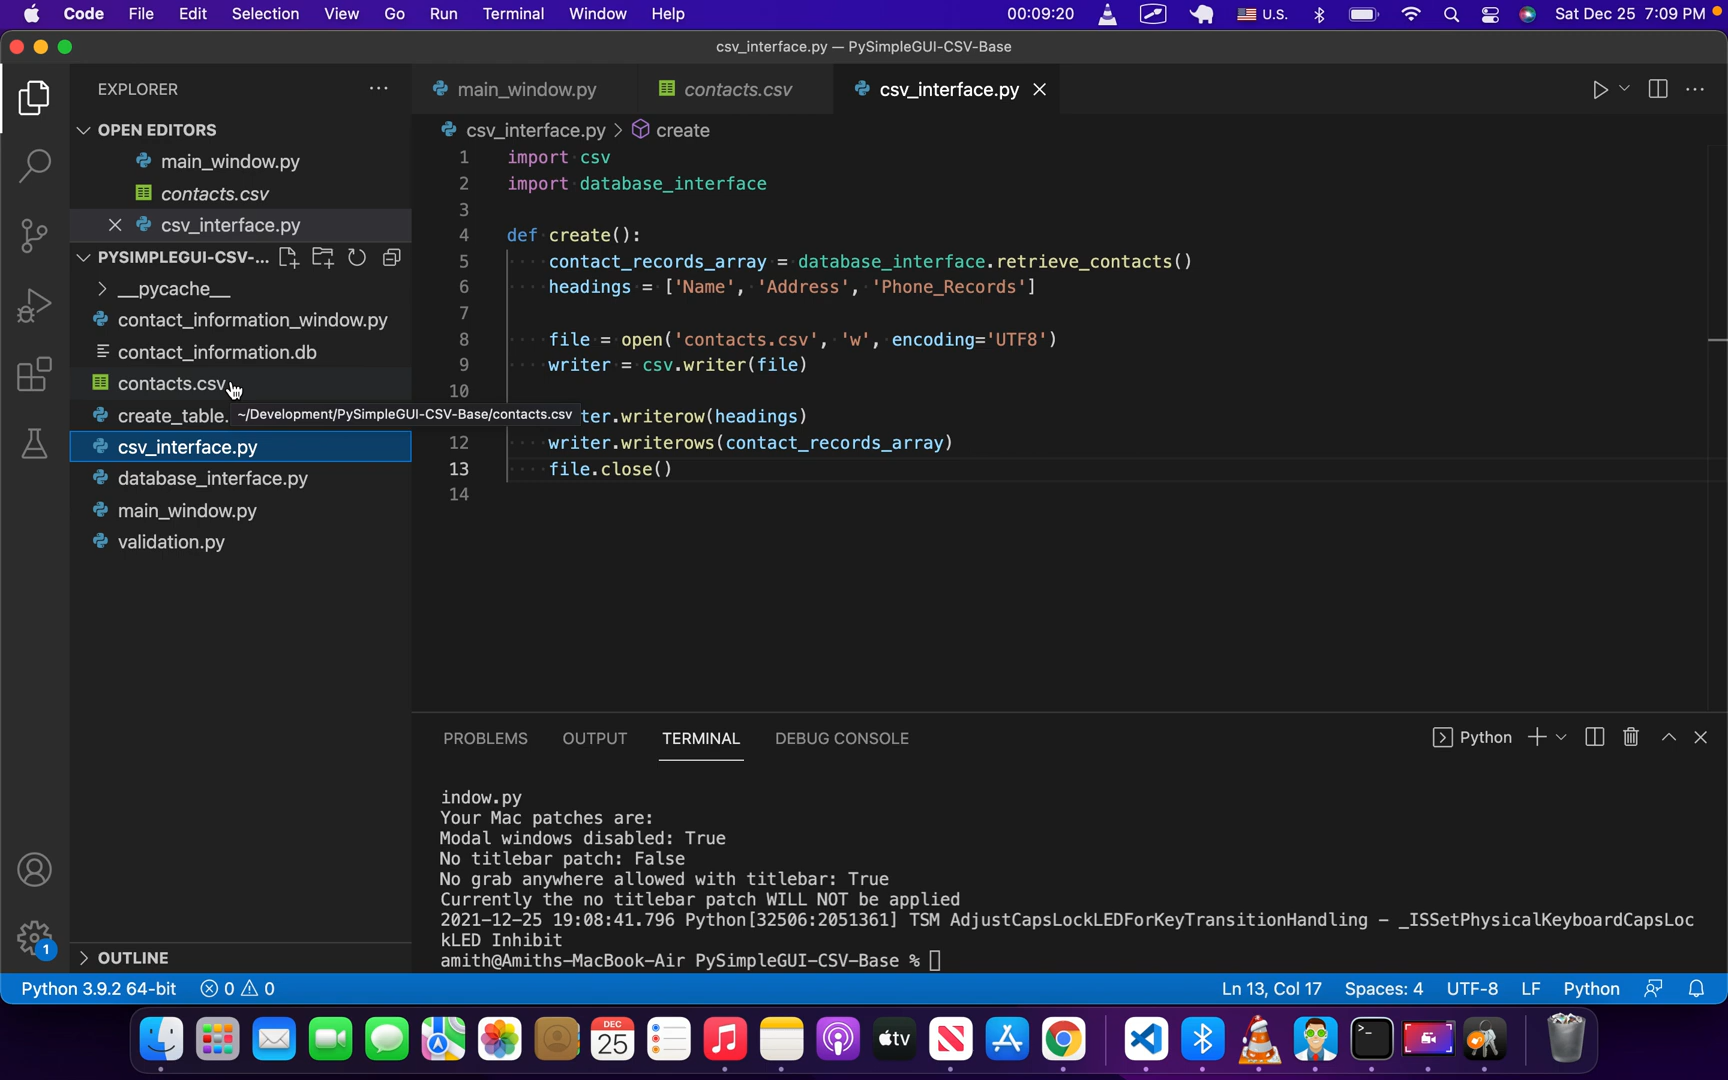 Code File Edit Selection View Go Run Terminal Window Help 00:09:20 U.S. Sat Dec 25 7:09 PM
csv_interface.py — PySimpleGUI-CSV-Base
EXPLORER
main_window.py contacts.csv csv_interface.py
OPEN EDITORS
main_window.py
contacts.csv
csv_interface.py
PYSIMPLEGUI-CSV-...
__pycache__
contact_information_window.py
contact_information.db
contacts.csv
create_table.
csv_interface.py
database_interface.py
main_window.py
validation.py
OUTLINE
~/Development/PySimpleGUI-CSV-Base/contacts.csv
csv_interface.py > create
1 import csv
2 import database_interface
3
4 def create():
5 contact_records_array = database_interface.retrieve_contacts()
6 headings = ['Name', 'Address', 'Phone_Records']
7
8 file = open('contacts.csv', 'w', encoding='UTF8')
9 writer = csv.writer(file)
10
ter.writerow(headings)
12 writer.writerows(contact_records_array)
13 file.close()
14
PROBLEMS OUTPUT TERMINAL DEBUG CONSOLE Python
indow.py
Your Mac patches are:
Modal windows disabled: True
No titlebar patch: False
No grab anywhere allowed with titlebar: True
Currently the no titlebar patch WILL NOT be applied
2021-12-25 19:08:41.796 Python[32506:2051361] TSM AdjustCapsLockLEDForKeyTransitionHandling - _ISSetPhysicalKeyboardCapsLoc
kLED Inhibit
amith@Amiths-MacBook-Air PySimpleGUI-CSV-Base %
1
Python 3.9.2 64-bit 0 0 Ln 13, Col 17 Spaces: 4 UTF-8 LF Python
DEC
25
tv